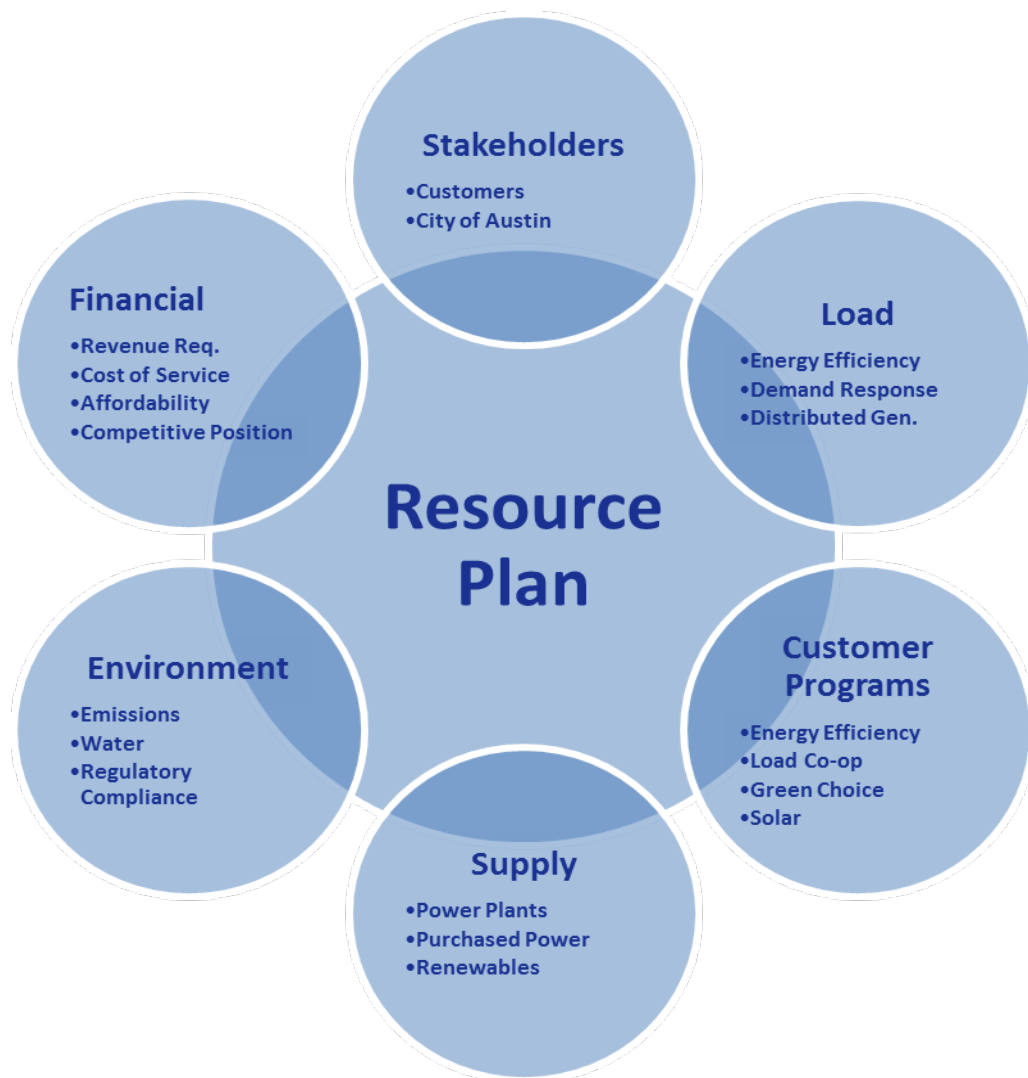 Stakeholders
•Customers
•City of Austin
Financial
•Revenue Req.
•Cost of Service
•Affordability
•Competitive Position
Load
•Energy Efficiency
•Demand Response
•Distributed Gen.
Resource
Plan
Environment
•Emissions
•Water
•Regulatory
Compliance
Customer
Programs
•Energy Efficiency
•Load Co-op
•Green Choice
•Solar
Supply
•Power Plants
•Purchased Power
•Renewables